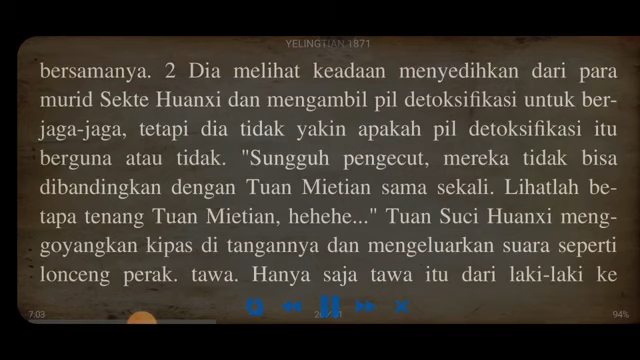 YELINGTIAN.1871
bersamanya. 2 Dia melihat keadaan menyedihkan dari para
murid Sekte Huanxi dan mengambil pil detoksifikasi untuk ber-
jaga-jaga, tetapi dia tidak yakin apakah pil detoksifikasi itu
berguna atau tidak. "Sungguh pengecut, mereka tidak bisa
dibandingkan dengan Tuan Mietian sama sekali. Lihatlah be-
tapa tenang Tuan Mietian, hehehe..." Tuan Suci Huanxi meng-
goyangkan kipas di tangannya dan mengeluarkan suara seperti
lonceng perak. tawa. Hanya saja tawa itu dari laki-laki ke
7.03
94%